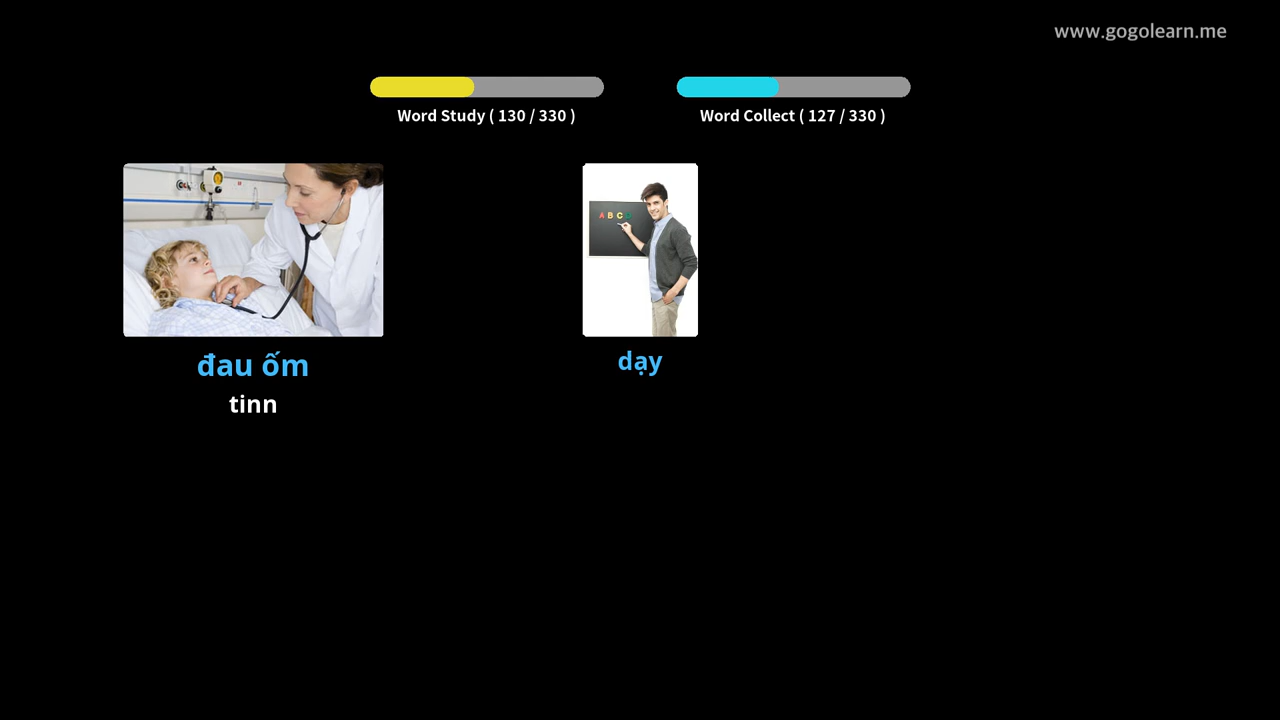 www.gogolearn.me
Word Study ( 130 / 330 )
Word Collect ( 127 / 330 )
A B C
đau ốm
tinn
dạy